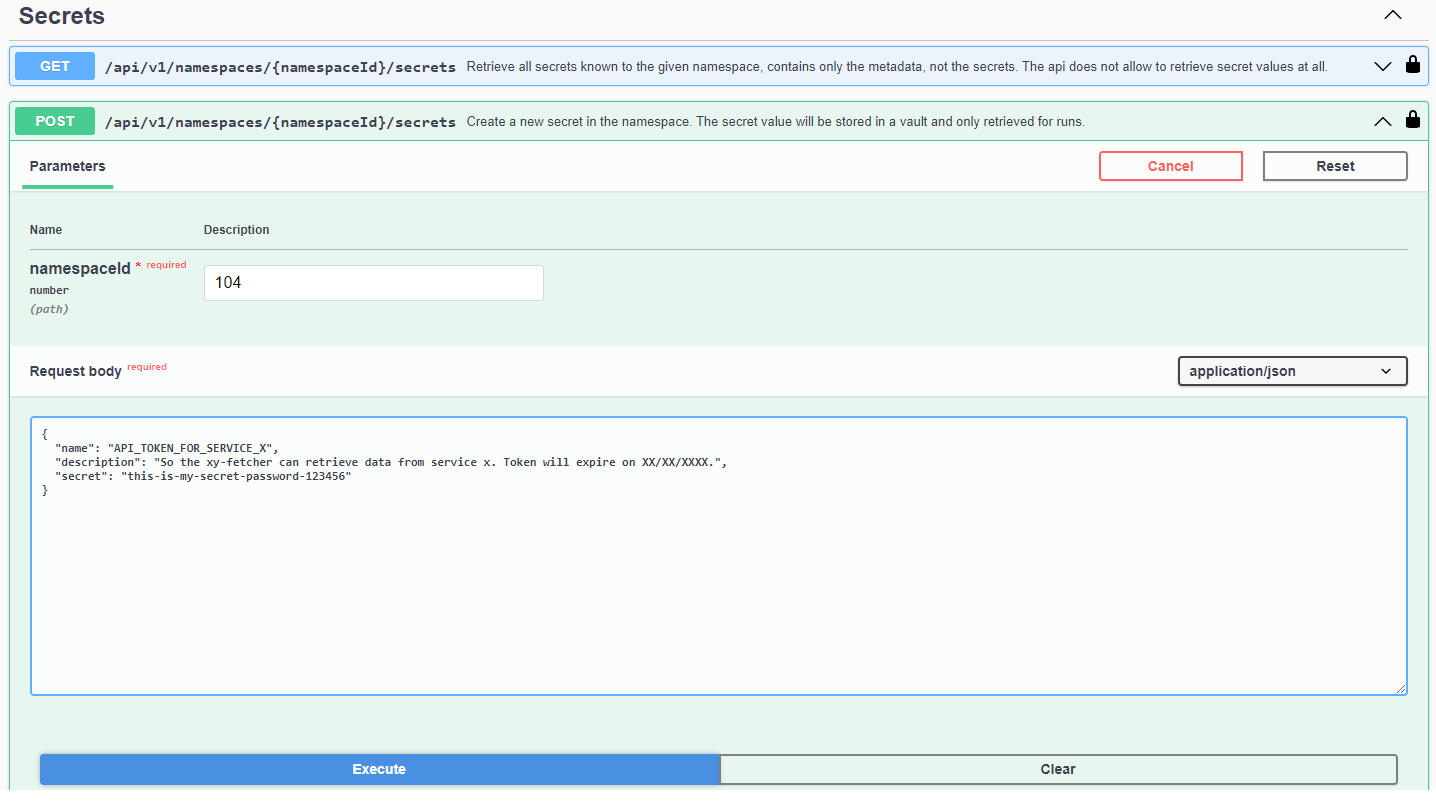 Secrets
GET /api/v1/namespaces/{namespaceId}/secrets Retrieve all secrets known to the given namespace, contains only the metadata, not the secrets. The api does not allow to retrieve secret values at all.
POST /api/v1/namespaces/{namespaceId}/secrets Create a new secret in the namespace. The secret value will be stored in a vault and only retrieved for runs.
Parameters Cancel Reset
Name Description
namespaceId * required
104
number
(path)
Request body required application/json
{
  "name": "API_TOKEN_FOR_SERVICE_X",
  "description": "So the xy-fetcher can retrieve data from service x. Token will expire on XX/XX/XXXX.",
  "secret": "this-is-my-secret-password-123456"
}
Execute Clear